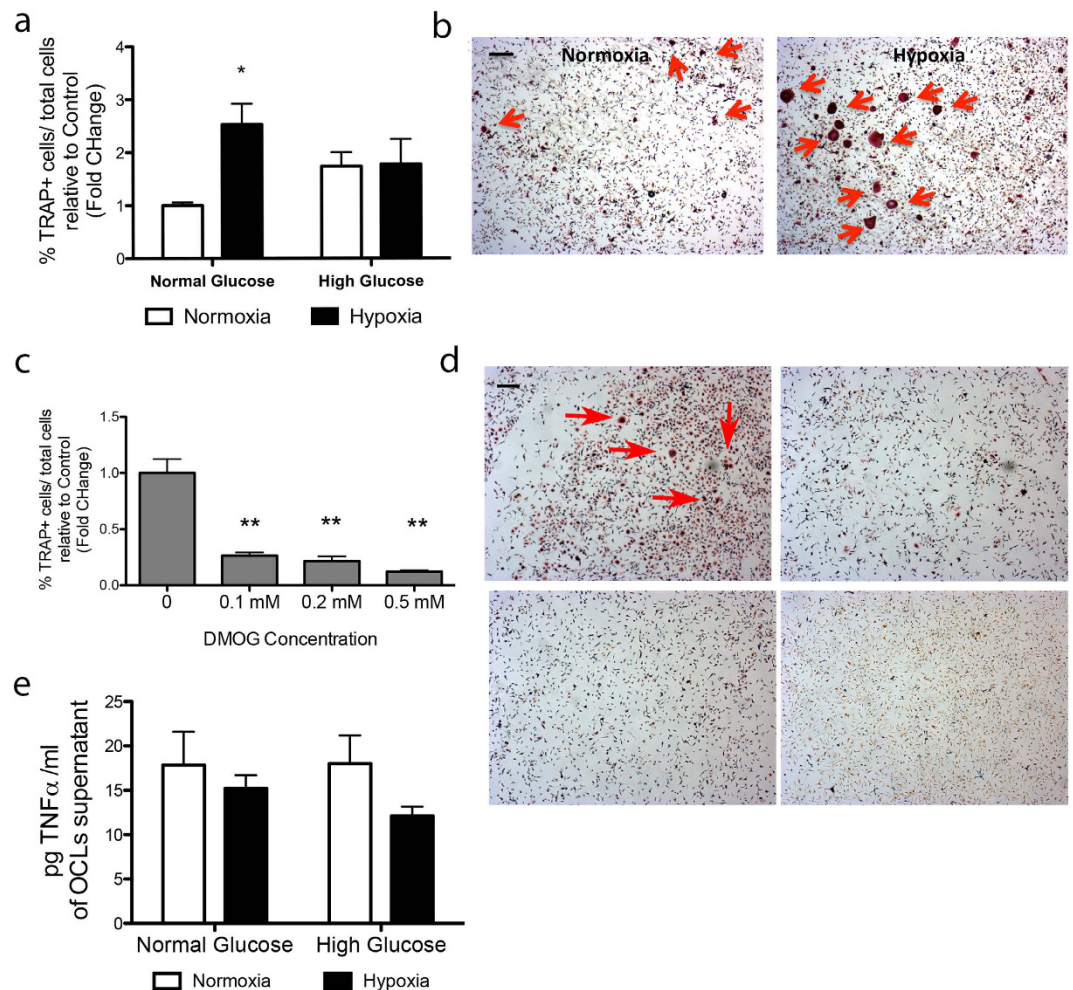 a
% TRAP+ cells/ total cells
relative to Control
(Fold CHange)
4
3
2
1
0
*
Normal Glucose
High Glucose
Normoxia
Hypoxia
b
Normoxia
Hypoxia
c
% TRAP+ cells/ total cells
relative to Control
(Fold CHange)
1.5
1.0
0.5
0.0
**
**
**
0
0.1 mM
0.2 mM
0.5 mM
DMOG Concentration
d
e
pg TNFα /ml
of OCLs supernatant
25
20
15
10
5
0
Normal Glucose
High Glucose
Normoxia
Hypoxia